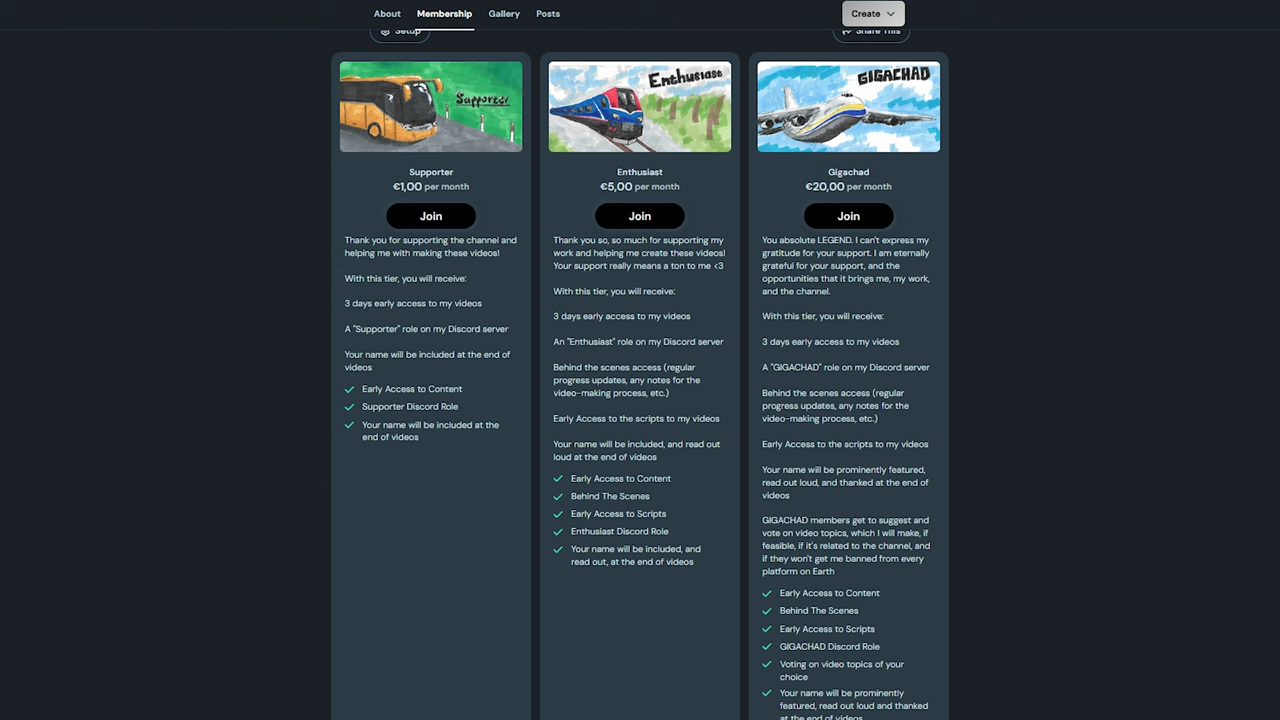 About
Membership
Gallery
Posts
Create
Setup
Share This
Supporter
Supporter
€1,00 per month
Join
Thank you for supporting the channel and
helping me with making these videos!
With this tier, you will receive:
3 days early access to my videos
A "Supporter" role on my Discord server
Your name will be included at the end of
videos
Early Access to Content
Supporter Discord Role
Your name will be included at the
end of videos
Enthusiast
Enthusiast
€5,00 per month
Join
Thank you so, so much for supporting my
work and helping me create these videos!
Your support really means a ton to me <3
With this tier, you will receive:
3 days early access to my videos
An "Enthusiast" role on my Discord server
Behind the scenes access (regular
progress updates, any notes for the
video-making process, etc.)
Early Access to the scripts to my videos
Your name will be included, and read out
loud at the end of videos
Early Access to Content
Behind The Scenes
Early Access to Scripts
Enthusiast Discord Role
Your name will be included, and
read out, at the end of videos
GIGACHAD
Gigachad
€20,00 per month
Join
You absolute LEGEND. I can't express my
gratitude for your support. I am eternally
grateful for your support, and the
opportunities that it brings me, my work,
and the channel.
With this tier, you will receive:
3 days early access to my videos
A "GIGACHAD" role on my Discord server
Behind the scenes access (regular
progress updates, any notes for the
video-making process, etc.)
Early Access to the scripts to my videos
Your name will be prominently featured,
read out loud, and thanked at the end of
videos
GIGACHAD members get to suggest and
vote on video topics, which I will make, if
feasible, if it's related to the channel, and
if they won't get me banned from every
platform on Earth
Early Access to Content
Behind The Scenes
Early Access to Scripts
GIGACHAD Discord Role
Voting on video topics of your
choice
Your name will be prominently
featured, read out loud and thanked
at the end of videos